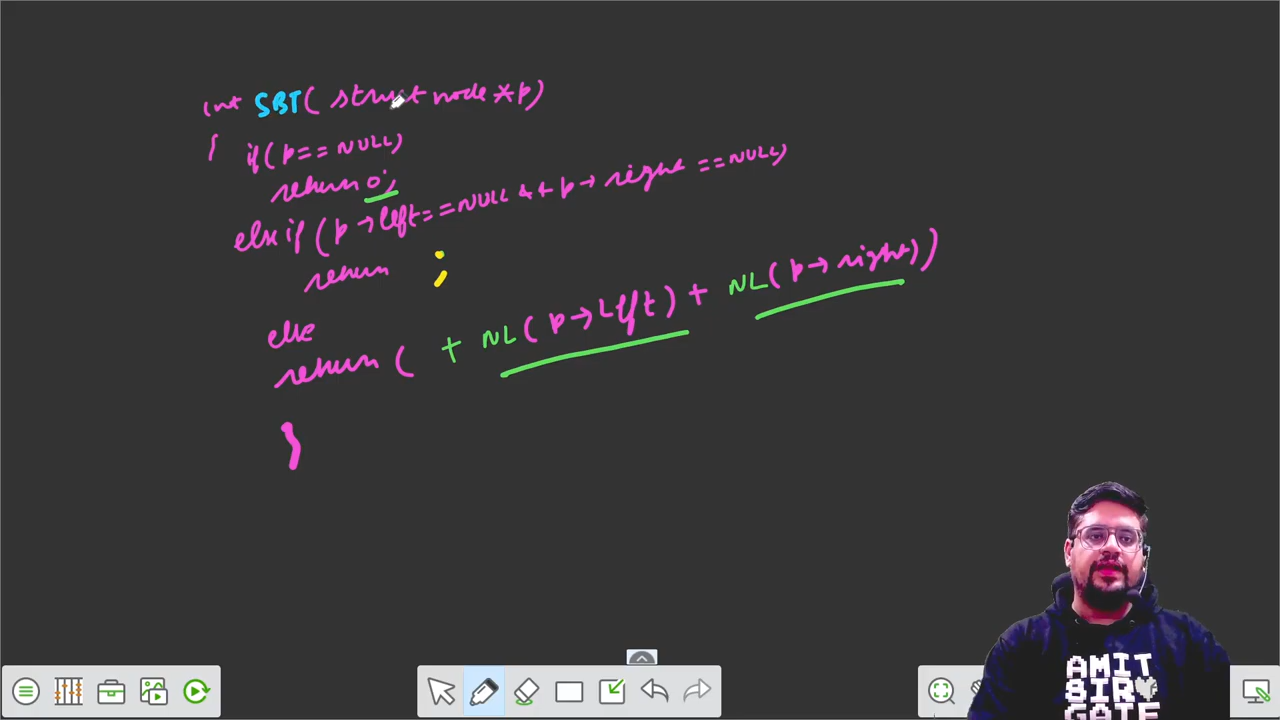 int SBT( struct node *p)
{ if(p==NULL)
return 0;
else if (p→left==NULL && p→right ==NULL)
return ;
else
return ( + NL(p→left) + NL(p→right))
}
AMIT
SIR
GATE